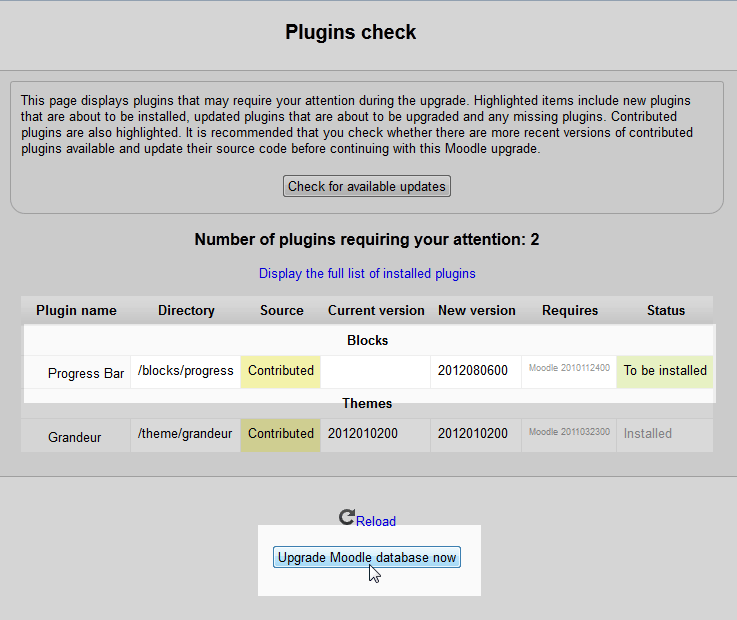 Plugins check
This page displays plugins that may require your attention during the upgrade. Highlighted items include new plugins
that are about to be installed, updated plugins that are about to be upgraded and any missing plugins. Contributed
plugins are also highlighted. It is recommended that you check whether there are more recent versions of contributed
plugins available and update their source code before continuing with this Moodle upgrade.
Check for available updates
Number of plugins requiring your attention: 2
Display the full list of installed plugins
Plugin name Directory Source Current version New version Requires Status
Blocks
Progress Bar /blocks/progress Contributed 2012080600 Moodle 2010112400 To be installed
Themes
Grandeur /theme/grandeur Contributed 2012010200 2012010200 Moodle 2011032300 Installed
Reload
Upgrade Moodle database now